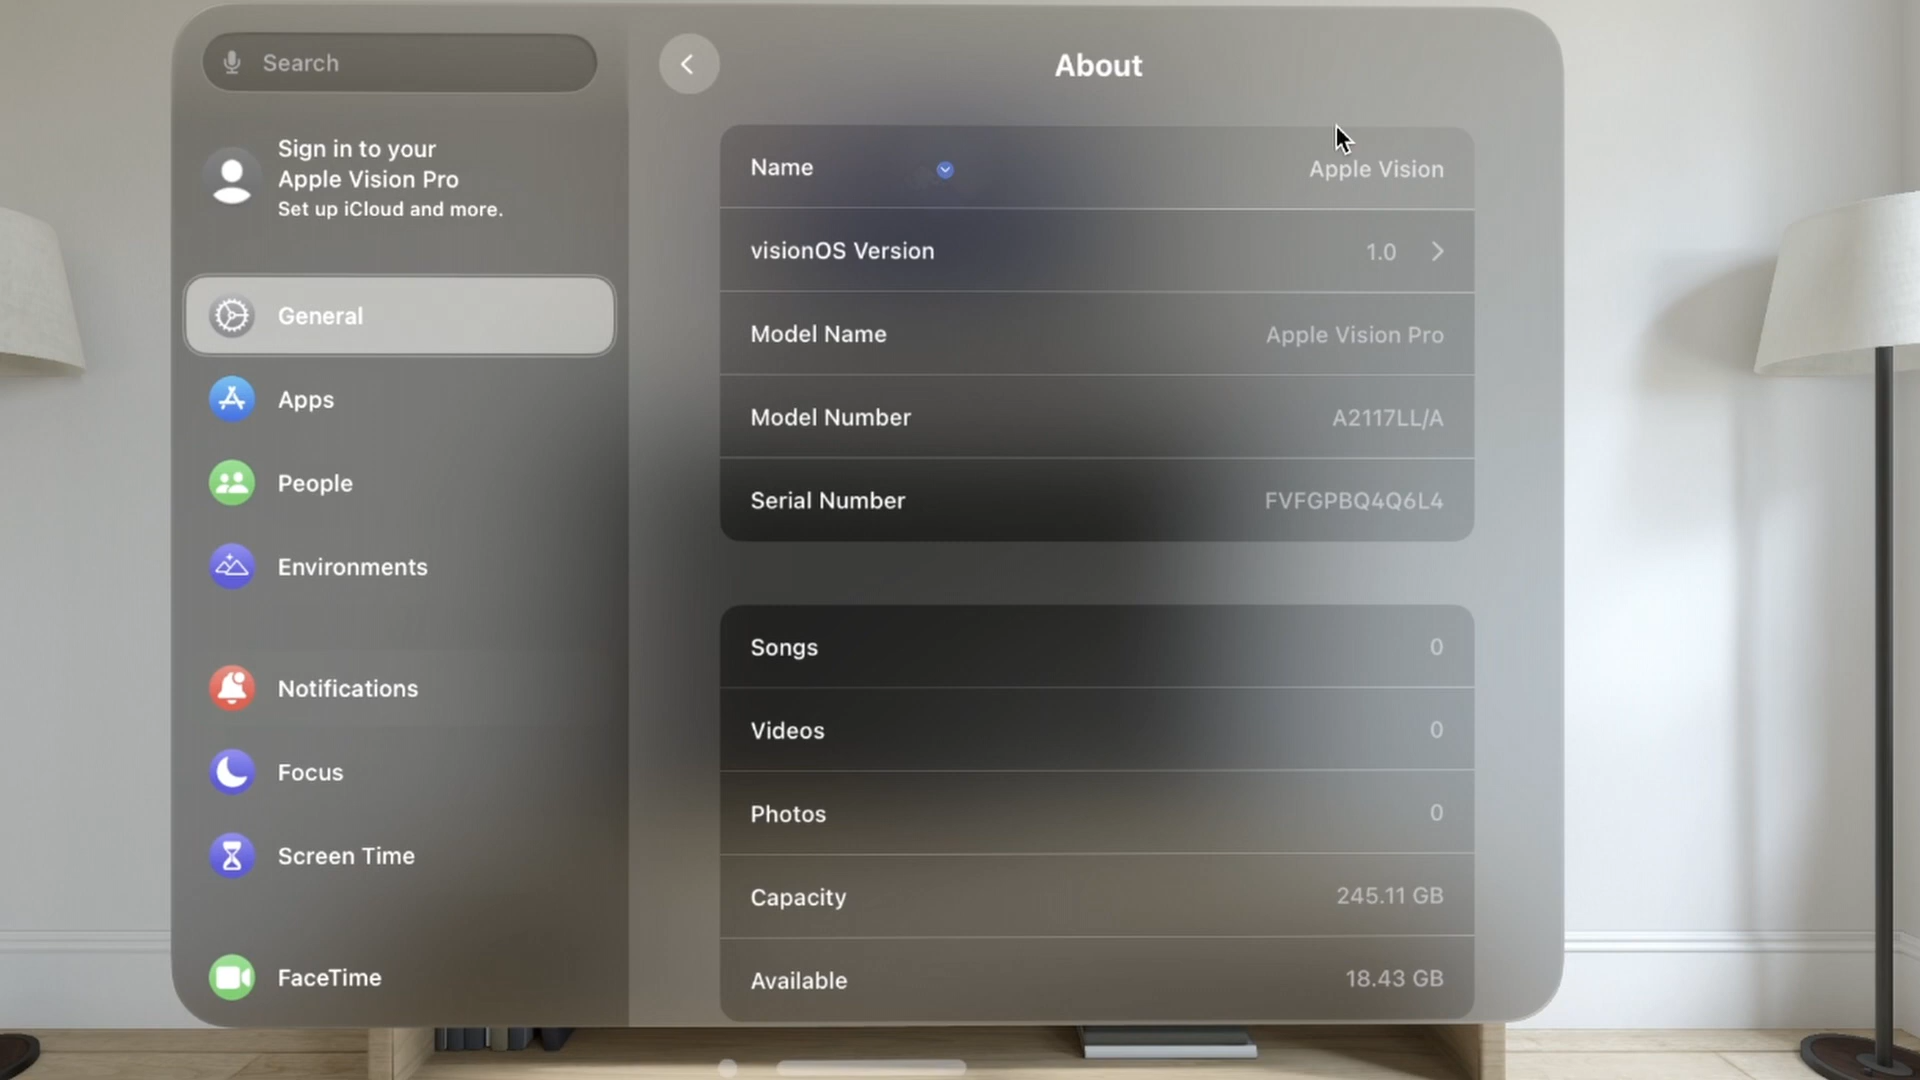 Search
Sign in to your
Apple Vision Pro
Set up iCloud and more.
General
Apps
People
Environments
Notifications
Focus
Screen Time
FaceTime
About
Name
Apple Vision
visionOS Version
1.0
Model Name
Apple Vision Pro
Model Number
A2117LL/A
Serial Number
FVFGPBQ4Q6L4
Songs
0
Videos
0
Photos
0
Capacity
245.11 GB
Available
18.43 GB